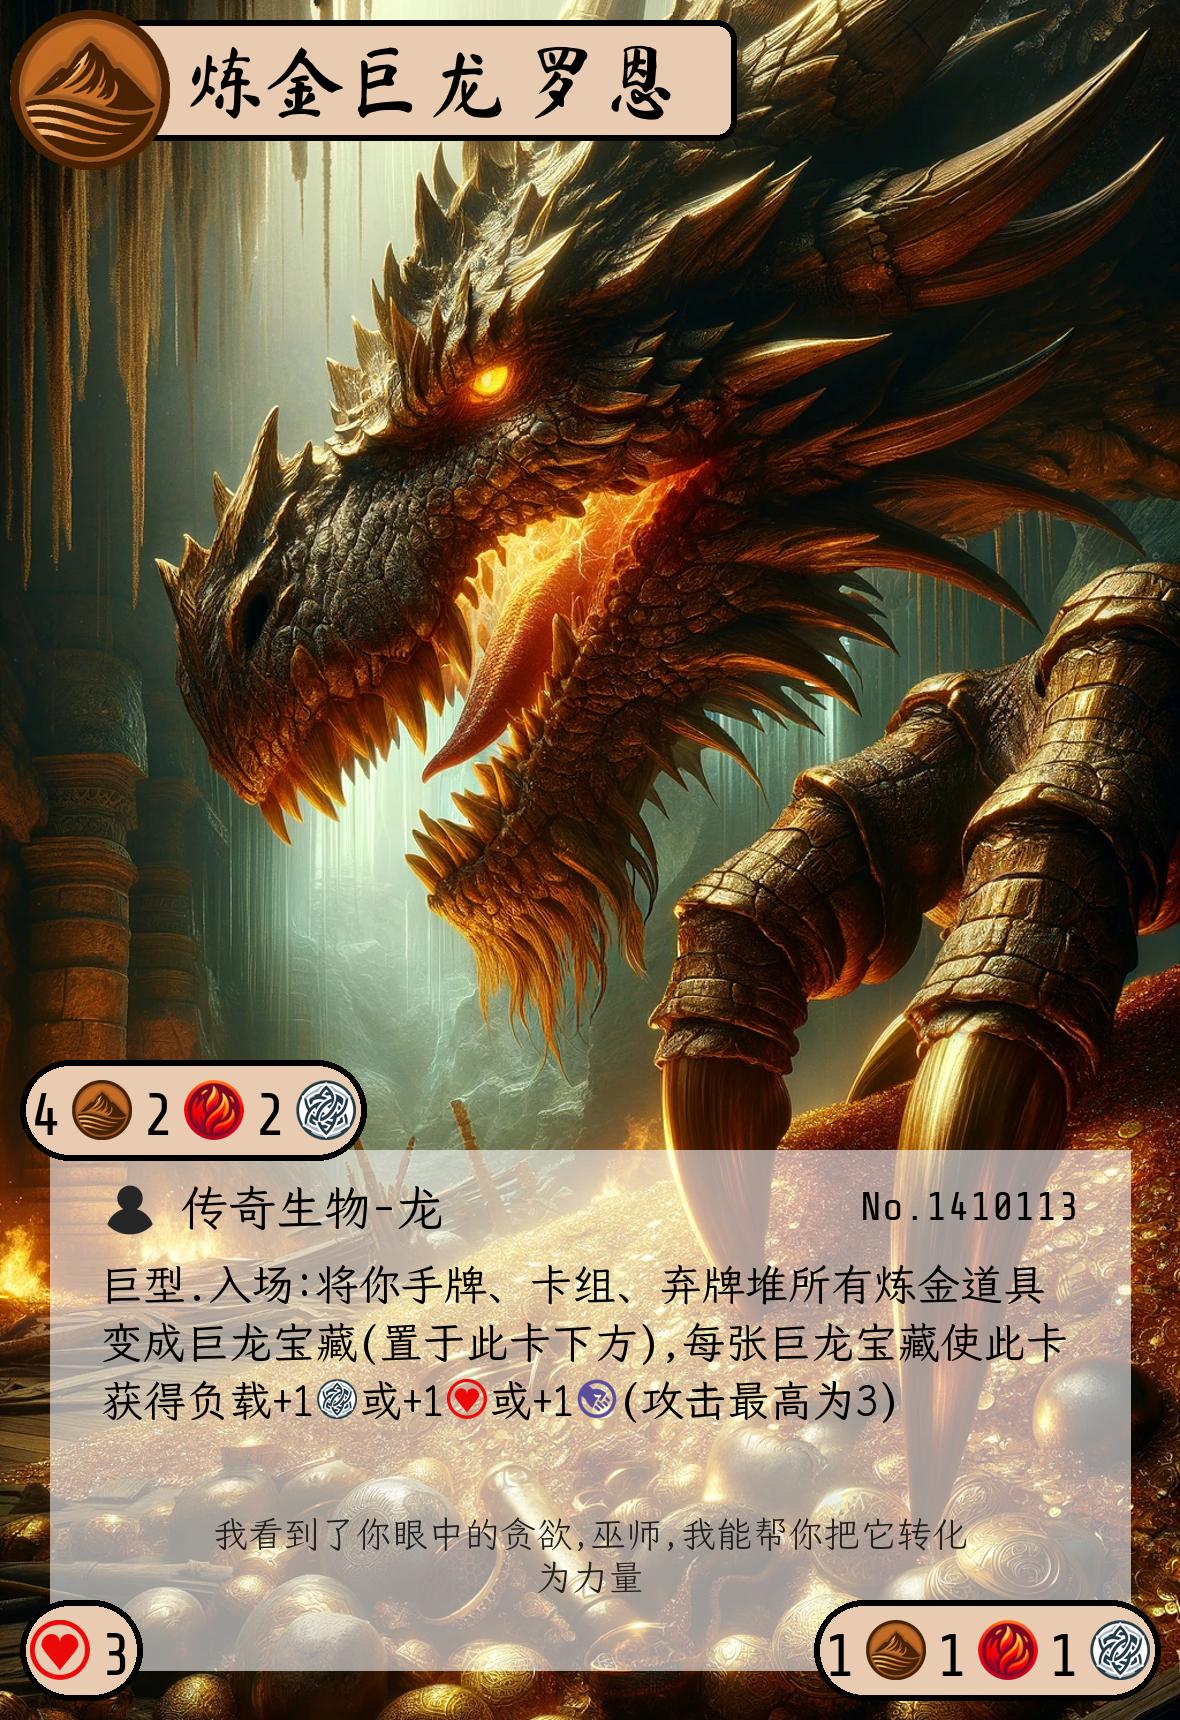 炼金巨龙罗恩
4 2 2
传奇生物-龙
No.1410113
巨型.入场:将你手牌、卡组、弃牌堆所有炼金道具
变成巨龙宝藏(置于此卡下方),每张巨龙宝藏使此卡
获得负载+1或+1或+1(攻击最高为3)
我看到了你眼中的贪欲,巫师,我能帮你把它转化
为力量
3
1 1 1